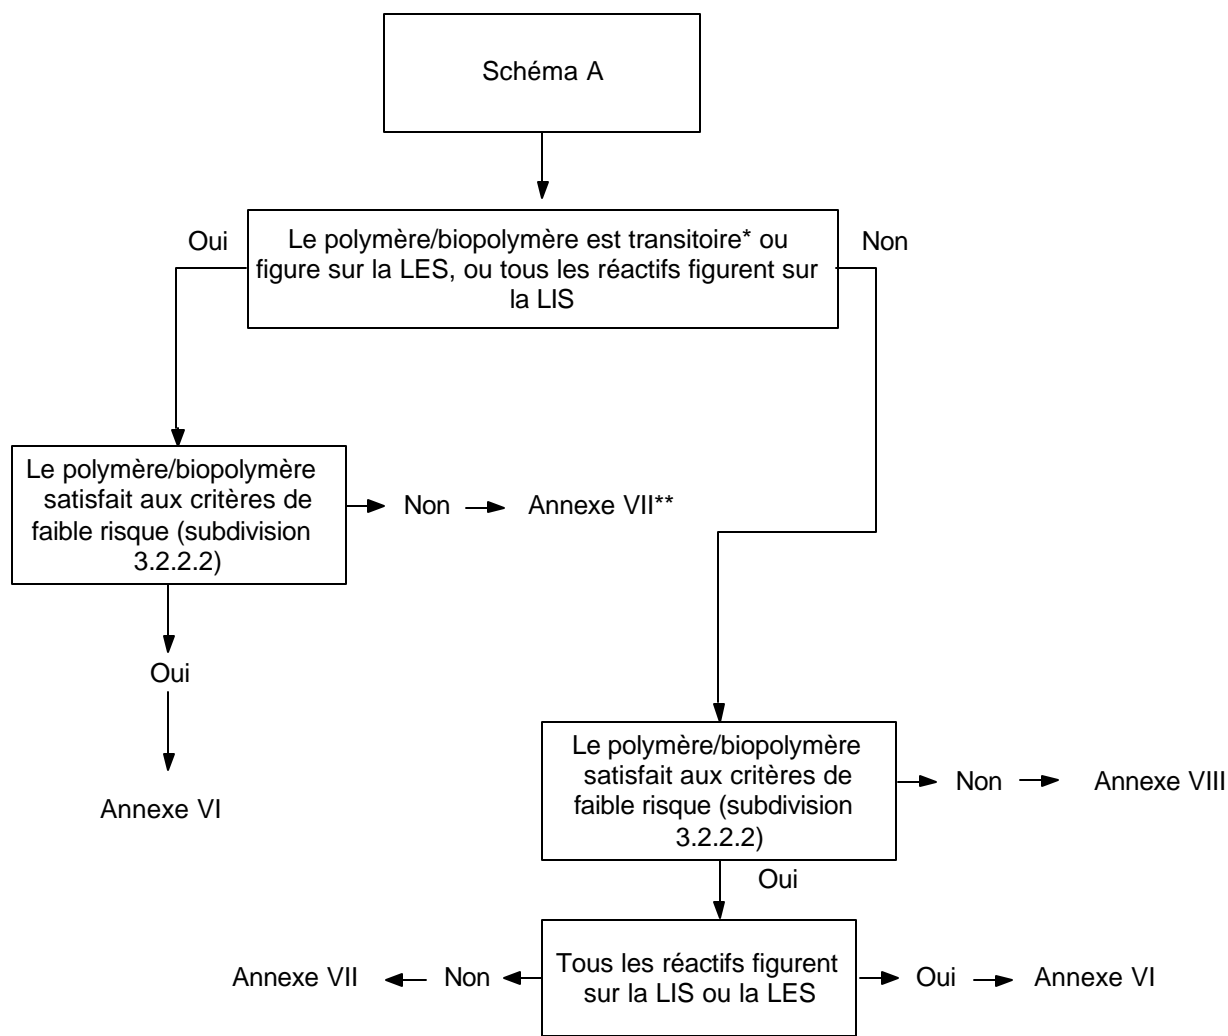 Schéma A
Oui
Le polymère/biopolymère est transitoire* ou
figure sur la LES, ou tous les réactifs figurent sur
la LIS
Non
Le polymère/biopolymère
satisfait aux critères de
faible risque (subdivision
3.2.2.2)
Non
Annexe VII**
Oui
Annexe VI
Le polymère/biopolymère
satisfait aux critères de
faible risque (subdivision
3.2.2.2)
Non
Annexe VIII
Oui
Annexe VII
Non
Tous les réactifs figurent
sur la LIS ou la LES
Oui
Annexe VI